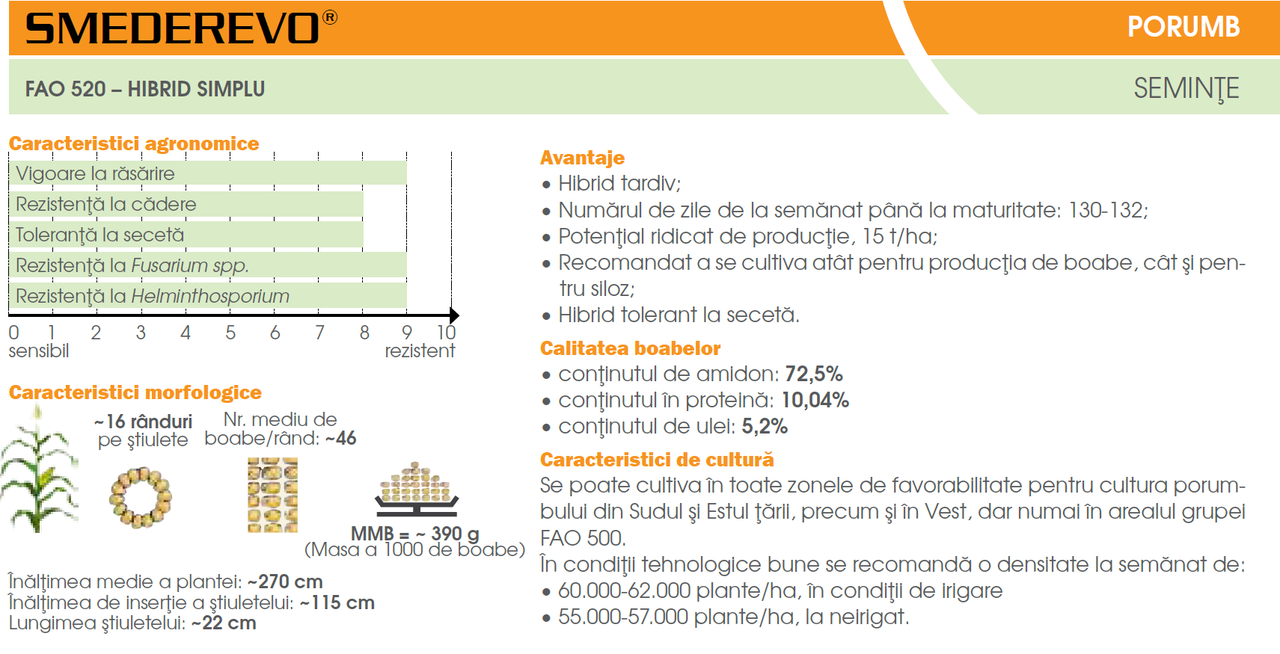 SMEDEREVO®
PORUMB
FAO 520 – HIBRID SIMPLU
SEMINŢE
Caracteristici agronomice
Vigoare la răsărire
Rezistenţă la cădere
Toleranţă la secetă
Rezistenţă la Fusarium spp.
Rezistenţă la Helminthosporium
0 1 2 3 4 5 6 7 8 9 10
sensibil rezistent
Caracteristici morfologice
~16 rânduri
pe ştiulete
Nr. mediu de
boabe/rând: ~46
MMB = ~ 390 g
(Masa a 1000 de boabe)
Înălţimea medie a plantei: ~270 cm
Înălţimea de inserţie a ştiuletelui: ~115 cm
Lungimea ştiuletelui: ~22 cm
Avantaje
• Hibrid tardiv;
• Numărul de zile de la semănat până la maturitate: 130-132;
• Potenţial ridicat de producţie, 15 t/ha;
• Recomandat a se cultiva atât pentru producţia de boabe, cât şi pen-
tru siloz;
• Hibrid tolerant la secetă.
Calitatea boabelor
• conţinutul de amidon: 72,5%
• conţinutul în proteină: 10,04%
• conţinutul de ulei: 5,2%
Caracteristici de cultură
Se poate cultiva în toate zonele de favorabilitate pentru cultura porum-
bului din Sudul şi Estul ţării, precum şi în Vest, dar numai în arealul grupei
FAO 500.
În condiţii tehnologice bune se recomandă o densitate la semănat de:
• 60.000-62.000 plante/ha, în condiţii de irigare
• 55.000-57.000 plante/ha, la neirigat.